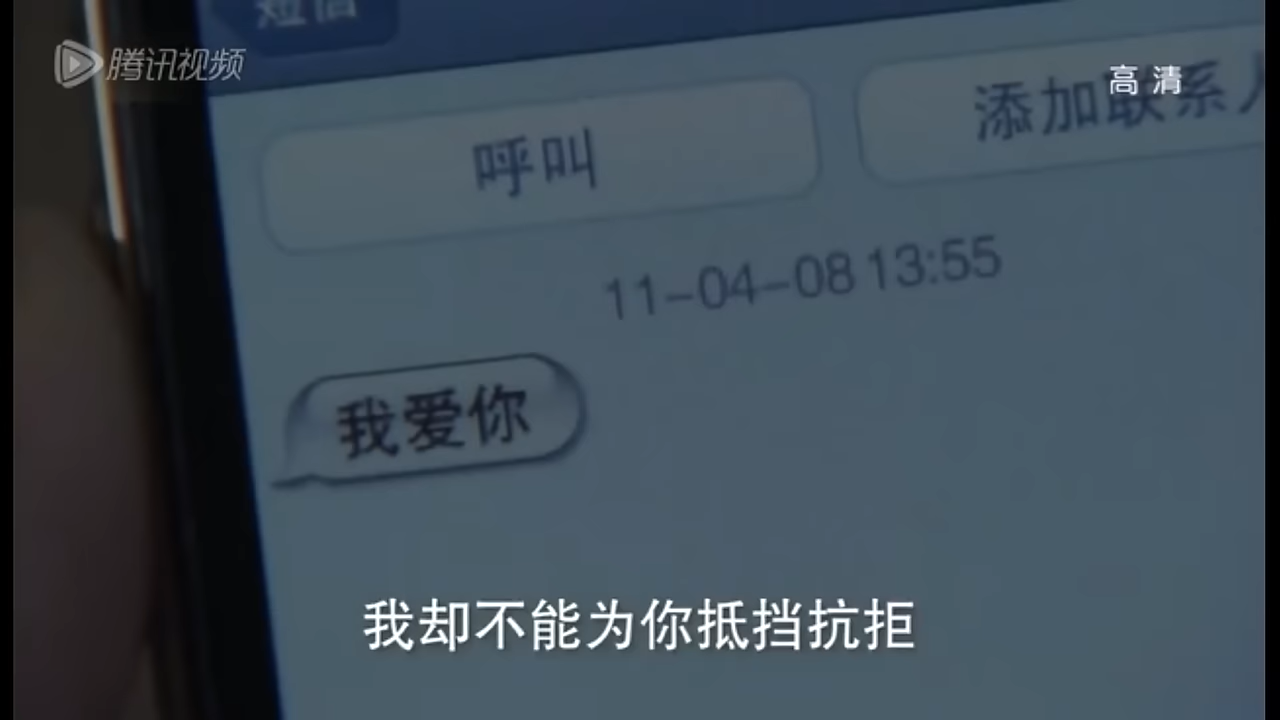 短信
腾讯视频
高清
呼叫
添加联系人
11-04-08 13:55
我爱你
我却不能为你抵挡抗拒